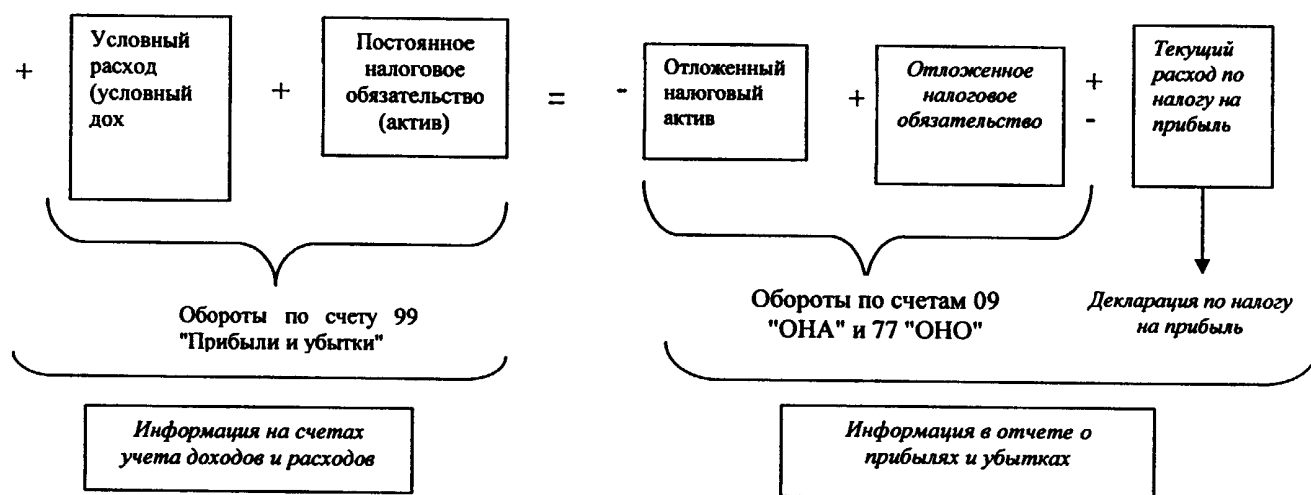 +
Условный
расход
(условный
дох
+
Постоянное
налоговое
обязательство
(актив)
=
-
Отложенный
налоговый
актив
+
Отложенное
налоговое
обязательство
+
-
Текущий
расход по
налогу на
прибыль
Обороты по счету 99
"Прибыли и убытки"
Обороты по счетам 09
"ОНА" и 77 "ОНО"
Декларация по налогу
на прибыль
Информация на счетах
учета доходов и расходов
Информация в отчете о
прибылях и убытках